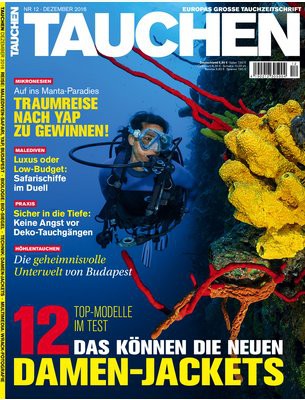 NR 12 • DEZEMBER 2016
EUROPAS GROSSE TAUCHZEITSCHRIFT
TAUCHEN
MIKRONESIEN
Auf ins Manta-Paradies
TRAUMREISE
NACH YAP
ZU GEWINNEN!
MALEDIVEN
Luxus oder
Low-Budget:
Safarischiffe
im Duell
PRAXIS
Sicher in die Tiefe:
Keine Angst vor
Deko-Tauchgängen
HÖHLENTAUCHEN
Die geheimnisvolle
Unterwelt von Budapest
12
TOP-MODELLE
IM TEST
DAS KÖNNEN DIE NEUEN
DAMEN-JACKETS
TAUCHEN